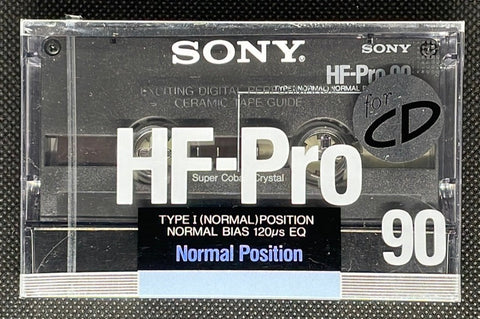 SONY®
SONY
HF-Pro 90
EXCITING DIGITAL
CERAMIC TAPE GUIDE
TYPE I (NORMAL)
for
CD
HF-Pro
Super Cobalt Crystal
TYPE I (NORMAL) POSITION
NORMAL BIAS 120µs EQ
Normal Position
90